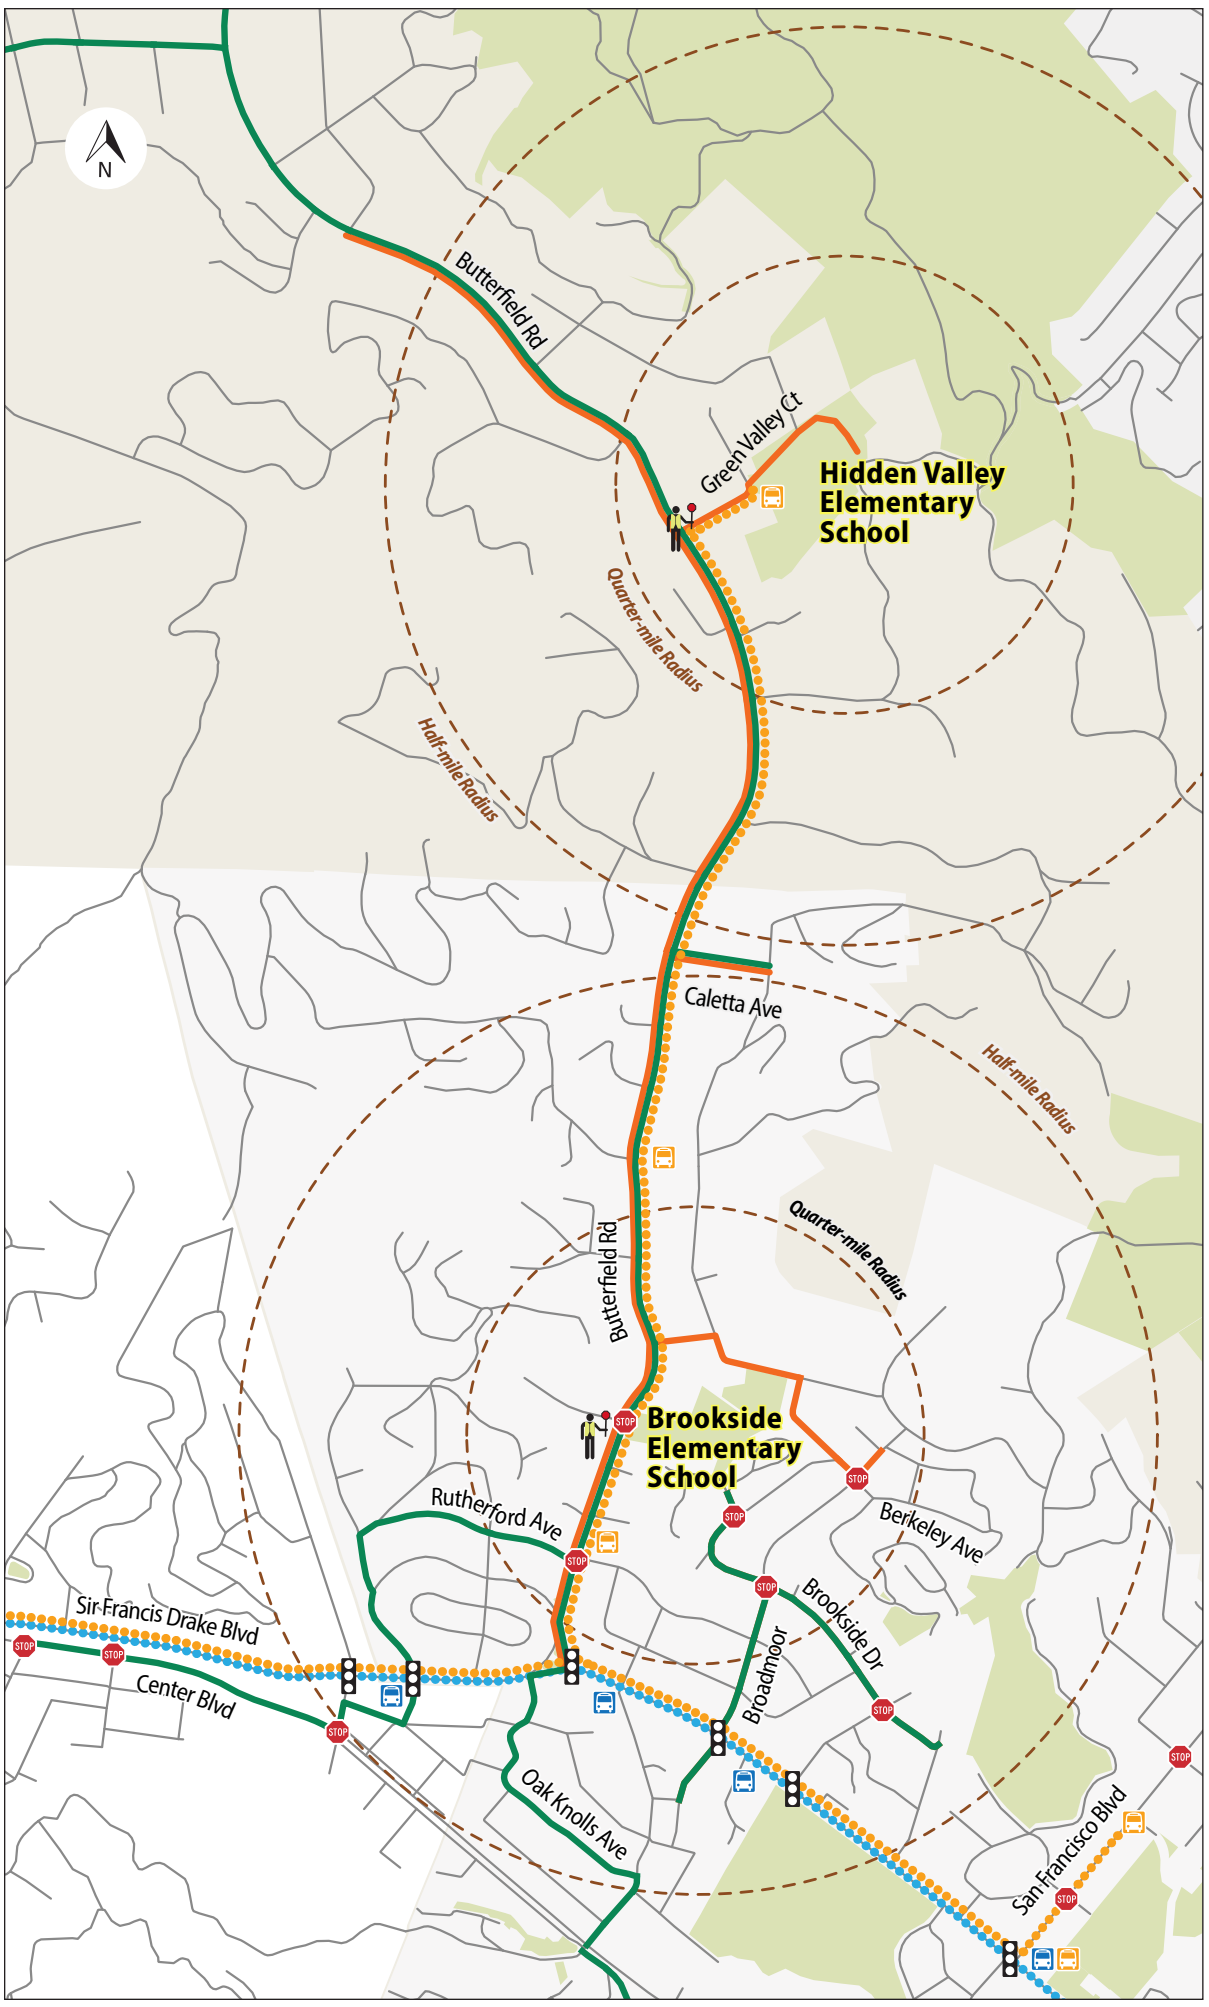 N
Butterfield Rd
Green Valley Ct
Hidden Valley
Elementary
School
Quarter-mile Radius
Half-mile Radius
Caletta Ave
Half-mile Radius
Quarter-mile Radius
Butterfield Rd
STOP
Brookside
Elementary
School
STOP
Rutherford Ave
STOP
Berkeley Ave
STOP
STOP
Brookside Dr
Sir Francis Drake Blvd
STOP
STOP
Broadmoor
Center Blvd
STOP
STOP
STOP
Oak Knolls Ave
San Francisco Blvd
STOP